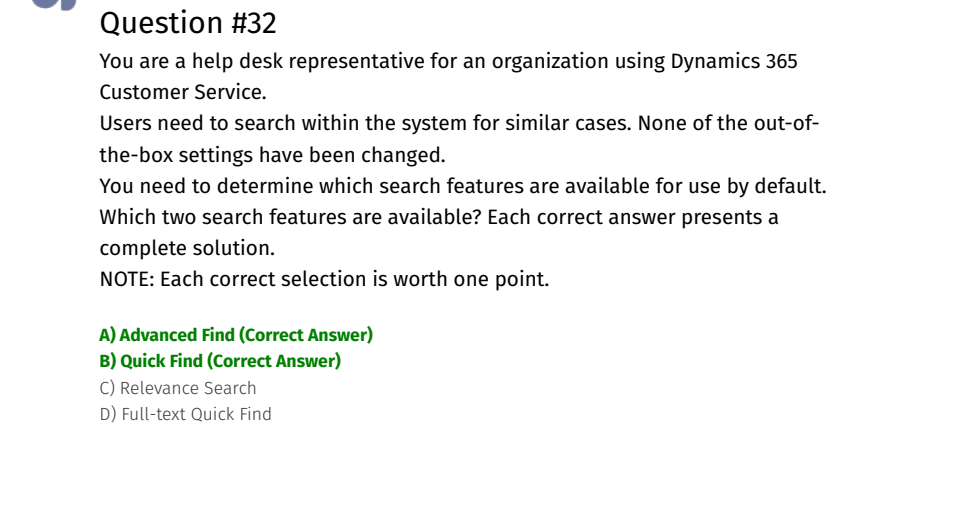 Question #32
You are a help desk representative for an organization using Dynamics 365
Customer Service.
Users need to search within the system for similar cases. None of the out-of-
the-box settings have been changed.
You need to determine which search features are available for use by default.
Which two search features are available? Each correct answer presents a
complete solution.
NOTE: Each correct selection is worth one point.
A) Advanced Find (Correct Answer)
B) Quick Find (Correct Answer)
C) Relevance Search
D) Full-text Quick Find